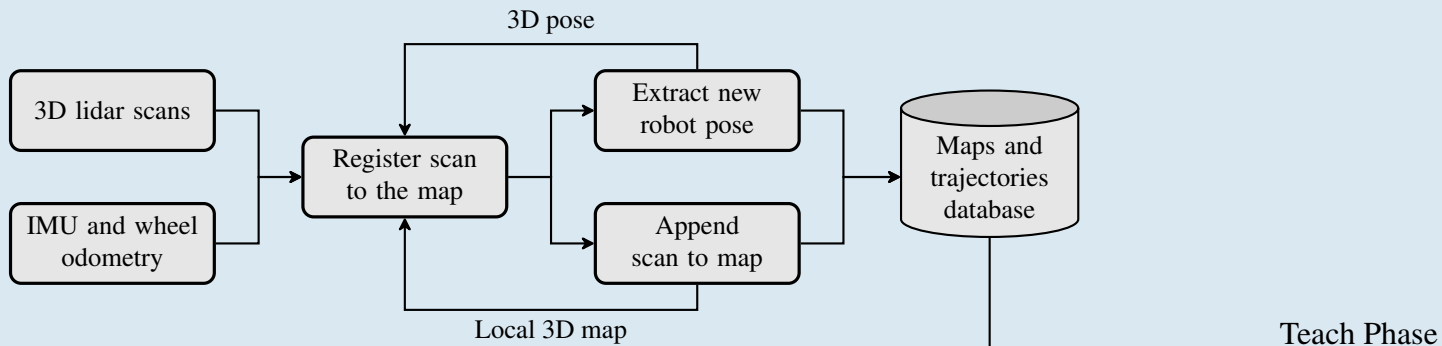 3D pose
3D lidar scans
IMU and wheel
odometry
Register scan
to the map
Extract new
robot pose
Append
scan to map
Local 3D map
Maps and
trajectories
database
Teach Phase